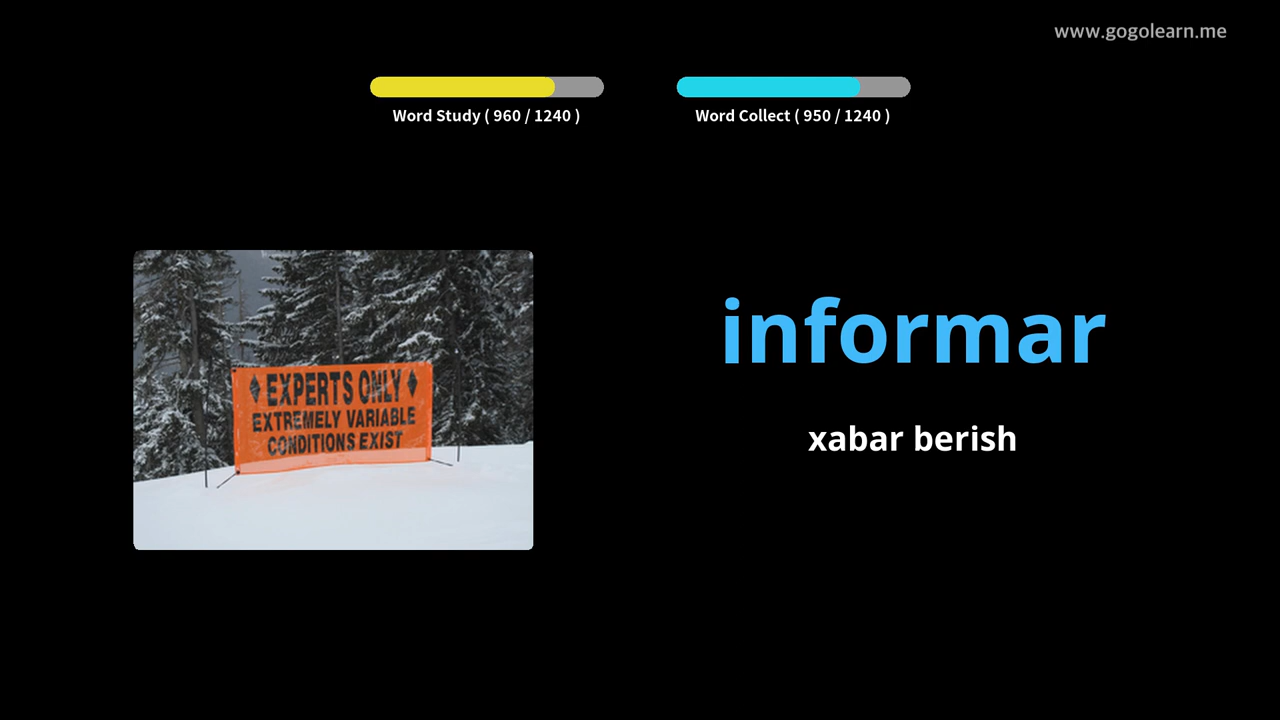 www.gogolearn.me
Word Study ( 960 / 1240 )
Word Collect ( 950 / 1240 )
EXPERTS ONLY
EXTREMELY VARIABLE
CONDITIONS EXIST
informar
xabar berish